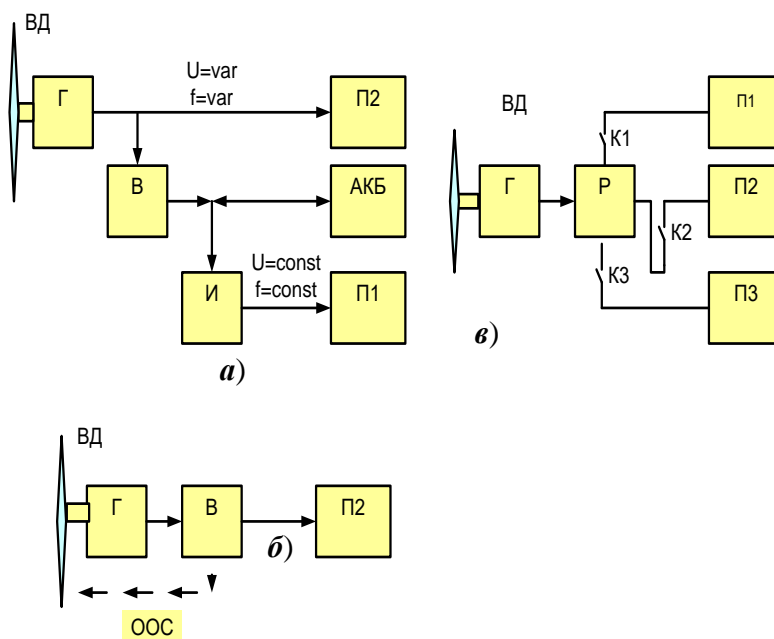 ВД
Г
U=var
f=var
П2
В
АКБ
И
U=const
f=const
П1
а)
ВД
Г
Р
К1
П1
К2
П2
К3
П3
в)
ВД
Г
В
П2
б)
ООС